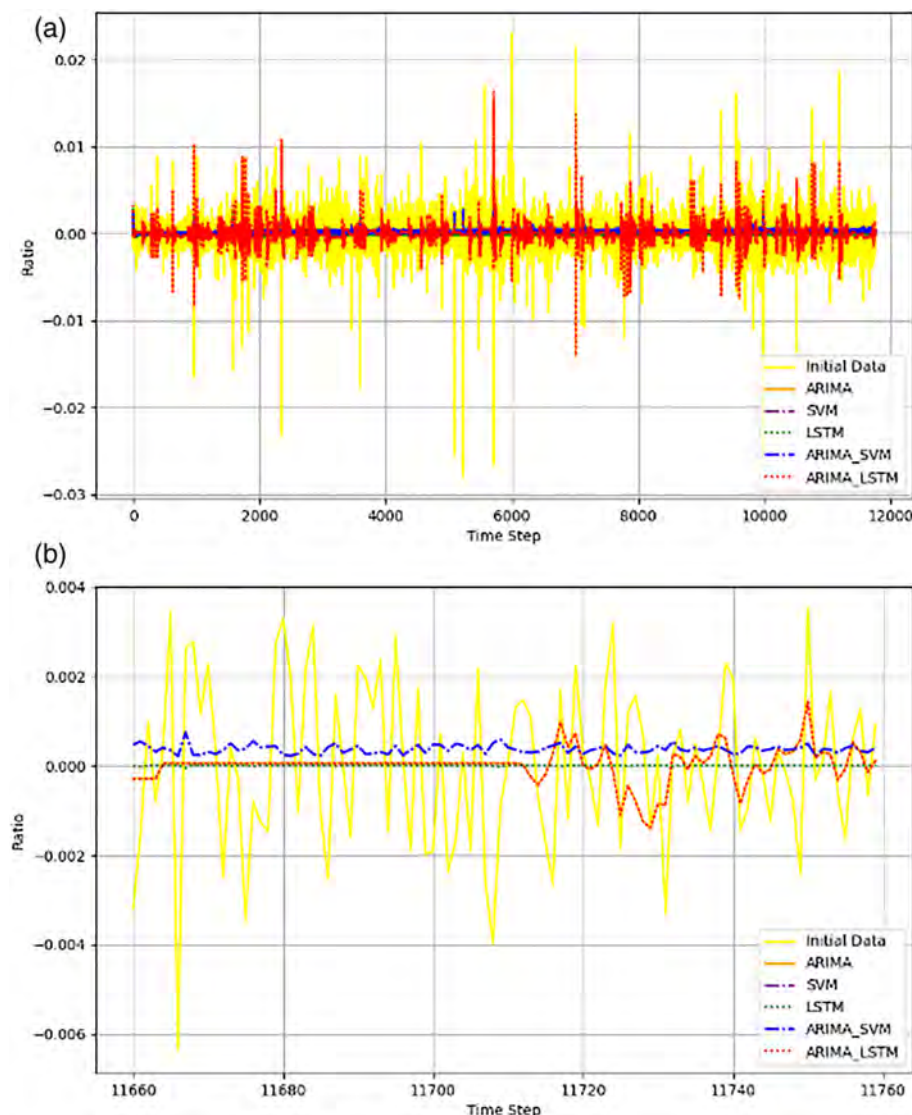 (a)
0.02
0.01
0.00
−0.01
−0.02
−0.03
Ratio
Initial Data
ARIMA
SVM
LSTM
ARIMA_SVM
ARIMA_LSTM
0 2000 4000 6000 8000 10000 12000
Time Step
(b)
0.004
0.002
0.000
−0.002
−0.004
−0.006
Ratio
Initial Data
ARIMA
SVM
LSTM
ARIMA_SVM
ARIMA_LSTM
11660 11680 11700 11720 11740 11760
Time Step